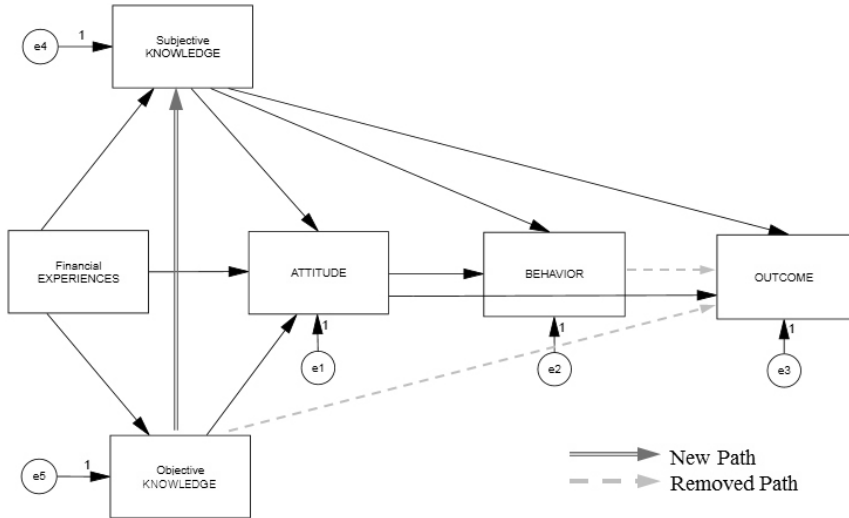 Subjective
KNOWLEDGE
e4
1
Financial
EXPERIENCES
ATTITUDE
BEHAVIOR
OUTCOME
1
e1
1
e2
1
e3
Objective
KNOWLEDGE
e5
1
New Path
Removed Path